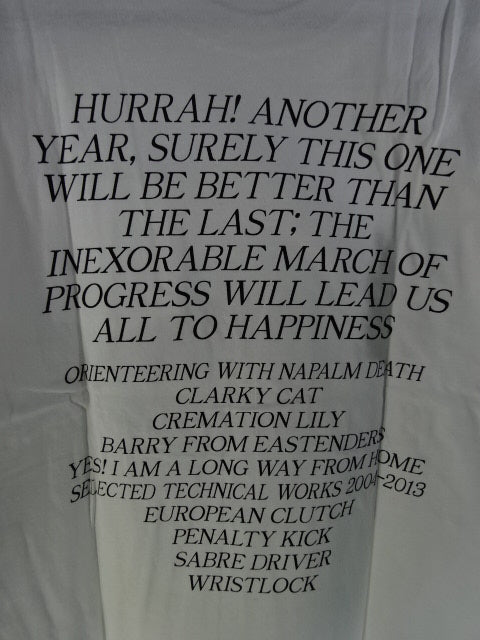 HURRAH! ANOTHER
YEAR, SURELY THIS ONE
WILL BE BETTER THAN
THE LAST; THE
INEXORABLE MARCH OF
PROGRESS WILL LEAD US
ALL TO HAPPINESS
ORIENTEERING WITH NAPALM DEATH
CLARKY CAT
CREMATION LILY
BARRY FROM EASTENDERS
YES! I AM A LONG WAY FROM HOME
SELECTED TECHNICAL WORKS 2004-2013
EUROPEAN CLUTCH
PENALTY KICK
SABRE DRIVER
WRISTLOCK